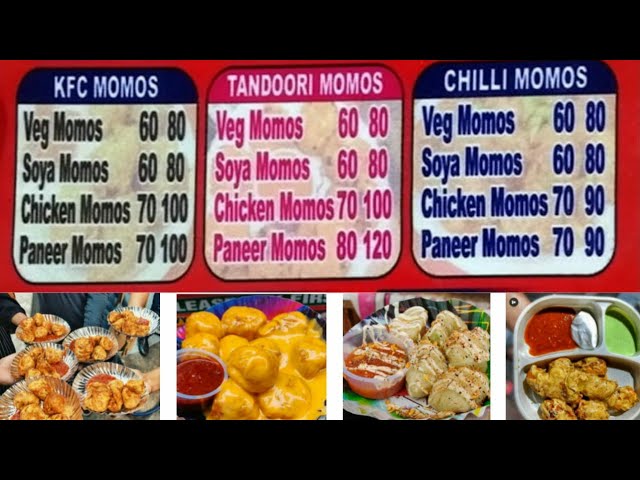 KFC MOMOS
Veg Momos 60 80
Soya Momos 60 80
Chicken Momos 70 100
Paneer Momos 70 100
TANDOORI MOMOS
Veg Momos 60 80
Soya Momos 60 80
Chicken Momos 70 100
Paneer Momos 80 120
CHILLI MOMOS
Veg Momos 60 80
Soya Momos 60 80
Chicken Momos 70 90
Paneer Momos 70 90